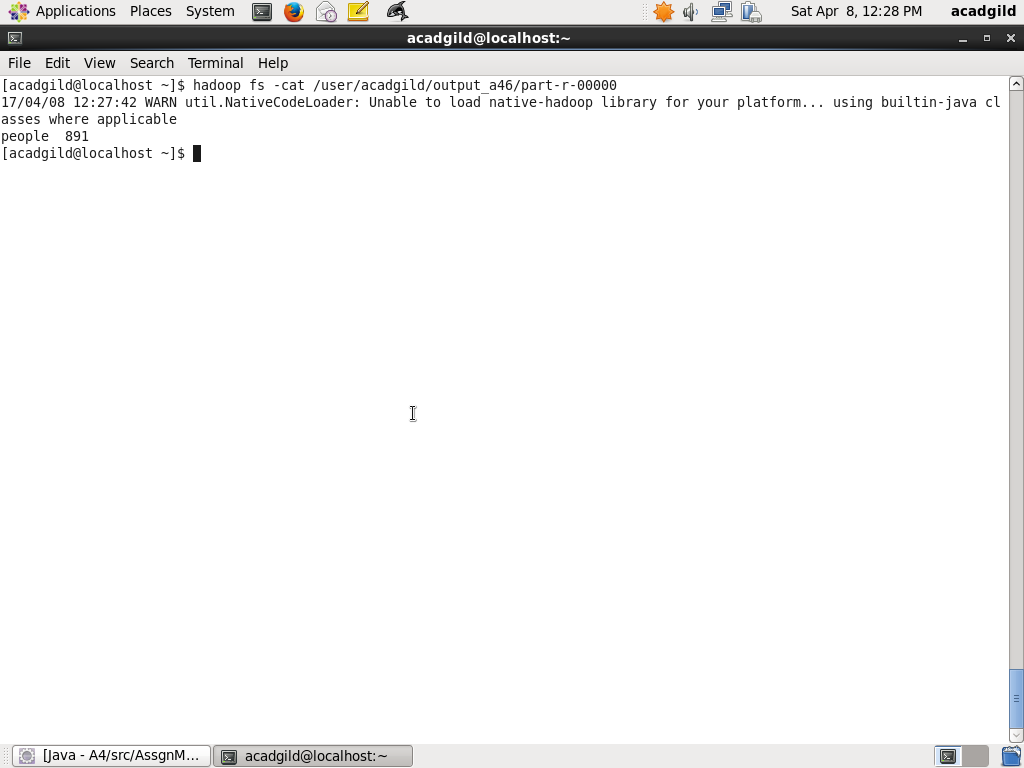 Applications Places System Sat Apr 8, 12:28 PM acadgild
acadgild@localhost:~
File Edit View Search Terminal Help
[acadgild@localhost ~]$ hadoop fs -cat /user/acadgild/output_a46/part-r-00000
17/04/08 12:27:42 WARN util.NativeCodeLoader: Unable to load native-hadoop library for your platform... using builtin-java cl
asses where applicable
people  891
[acadgild@localhost ~]$
[Java - A4/src/AssgnM... acadgild@localhost:~